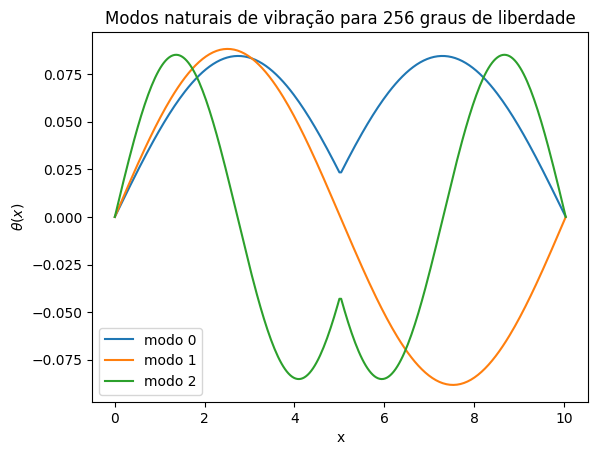 Modos naturais de vibração para 256 graus de liberdade
0.075
0.050
0.025
0.000
−0.025
−0.050
−0.075
θ(x)
modo 0
modo 1
modo 2
0 2 4 6 8 10
x